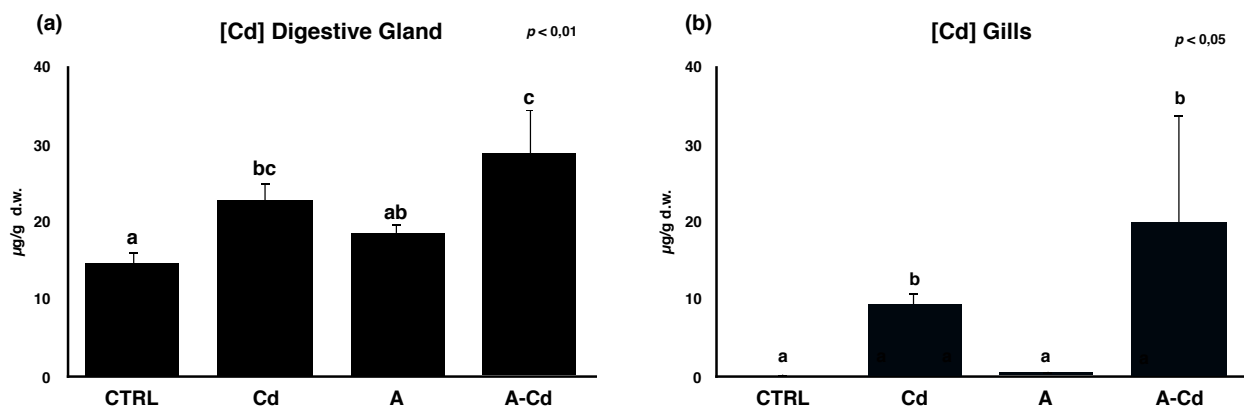 (a)
[Cd] Digestive Gland
p < 0,01
40
30
20
10
0
µg/g d.w.
a
bc
ab
c
CTRL Cd A A-Cd
(b)
[Cd] Gills
p < 0,05
40
30
20
10
0
µg/g d.w.
a
b
a
b
a a a
CTRL Cd A A-Cd